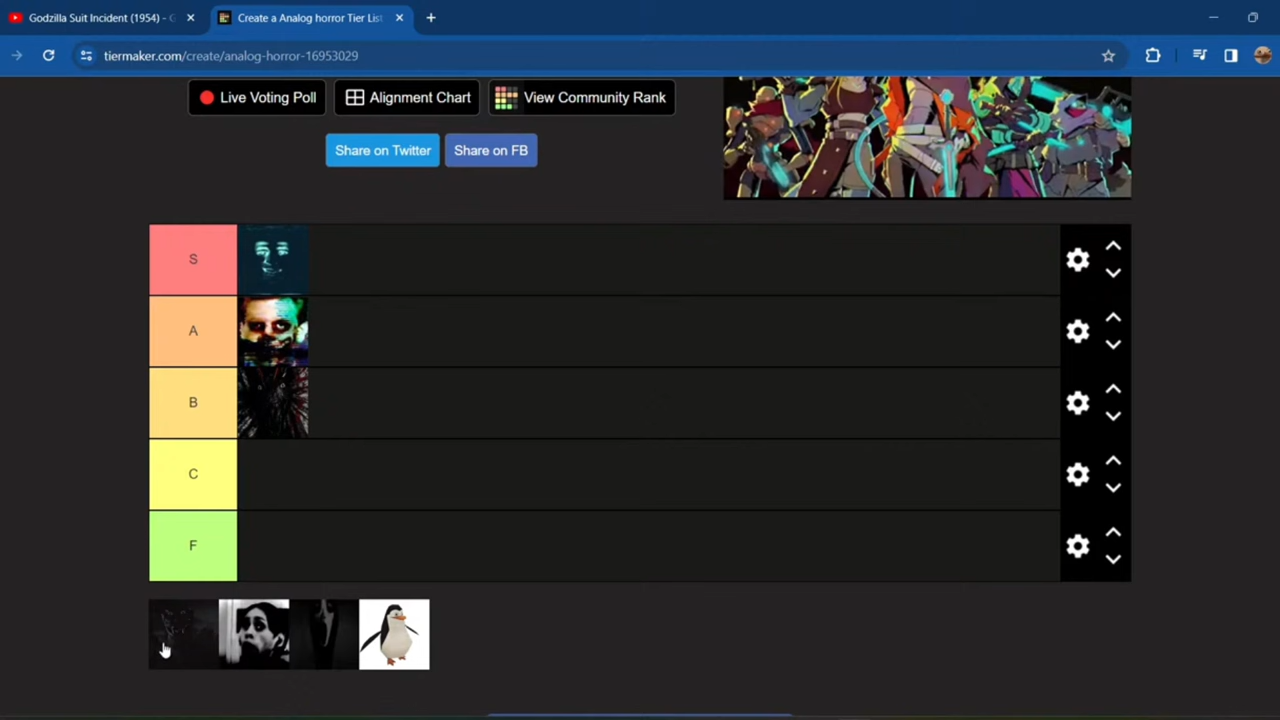 Godzilla Suit Incident (1954) - G
Create a Analog horror Tier List
tiermaker.com/create/analog-horror-16953029
Live Voting Poll
Alignment Chart
View Community Rank
Share on Twitter
Share on FB
S
A
B
C
F